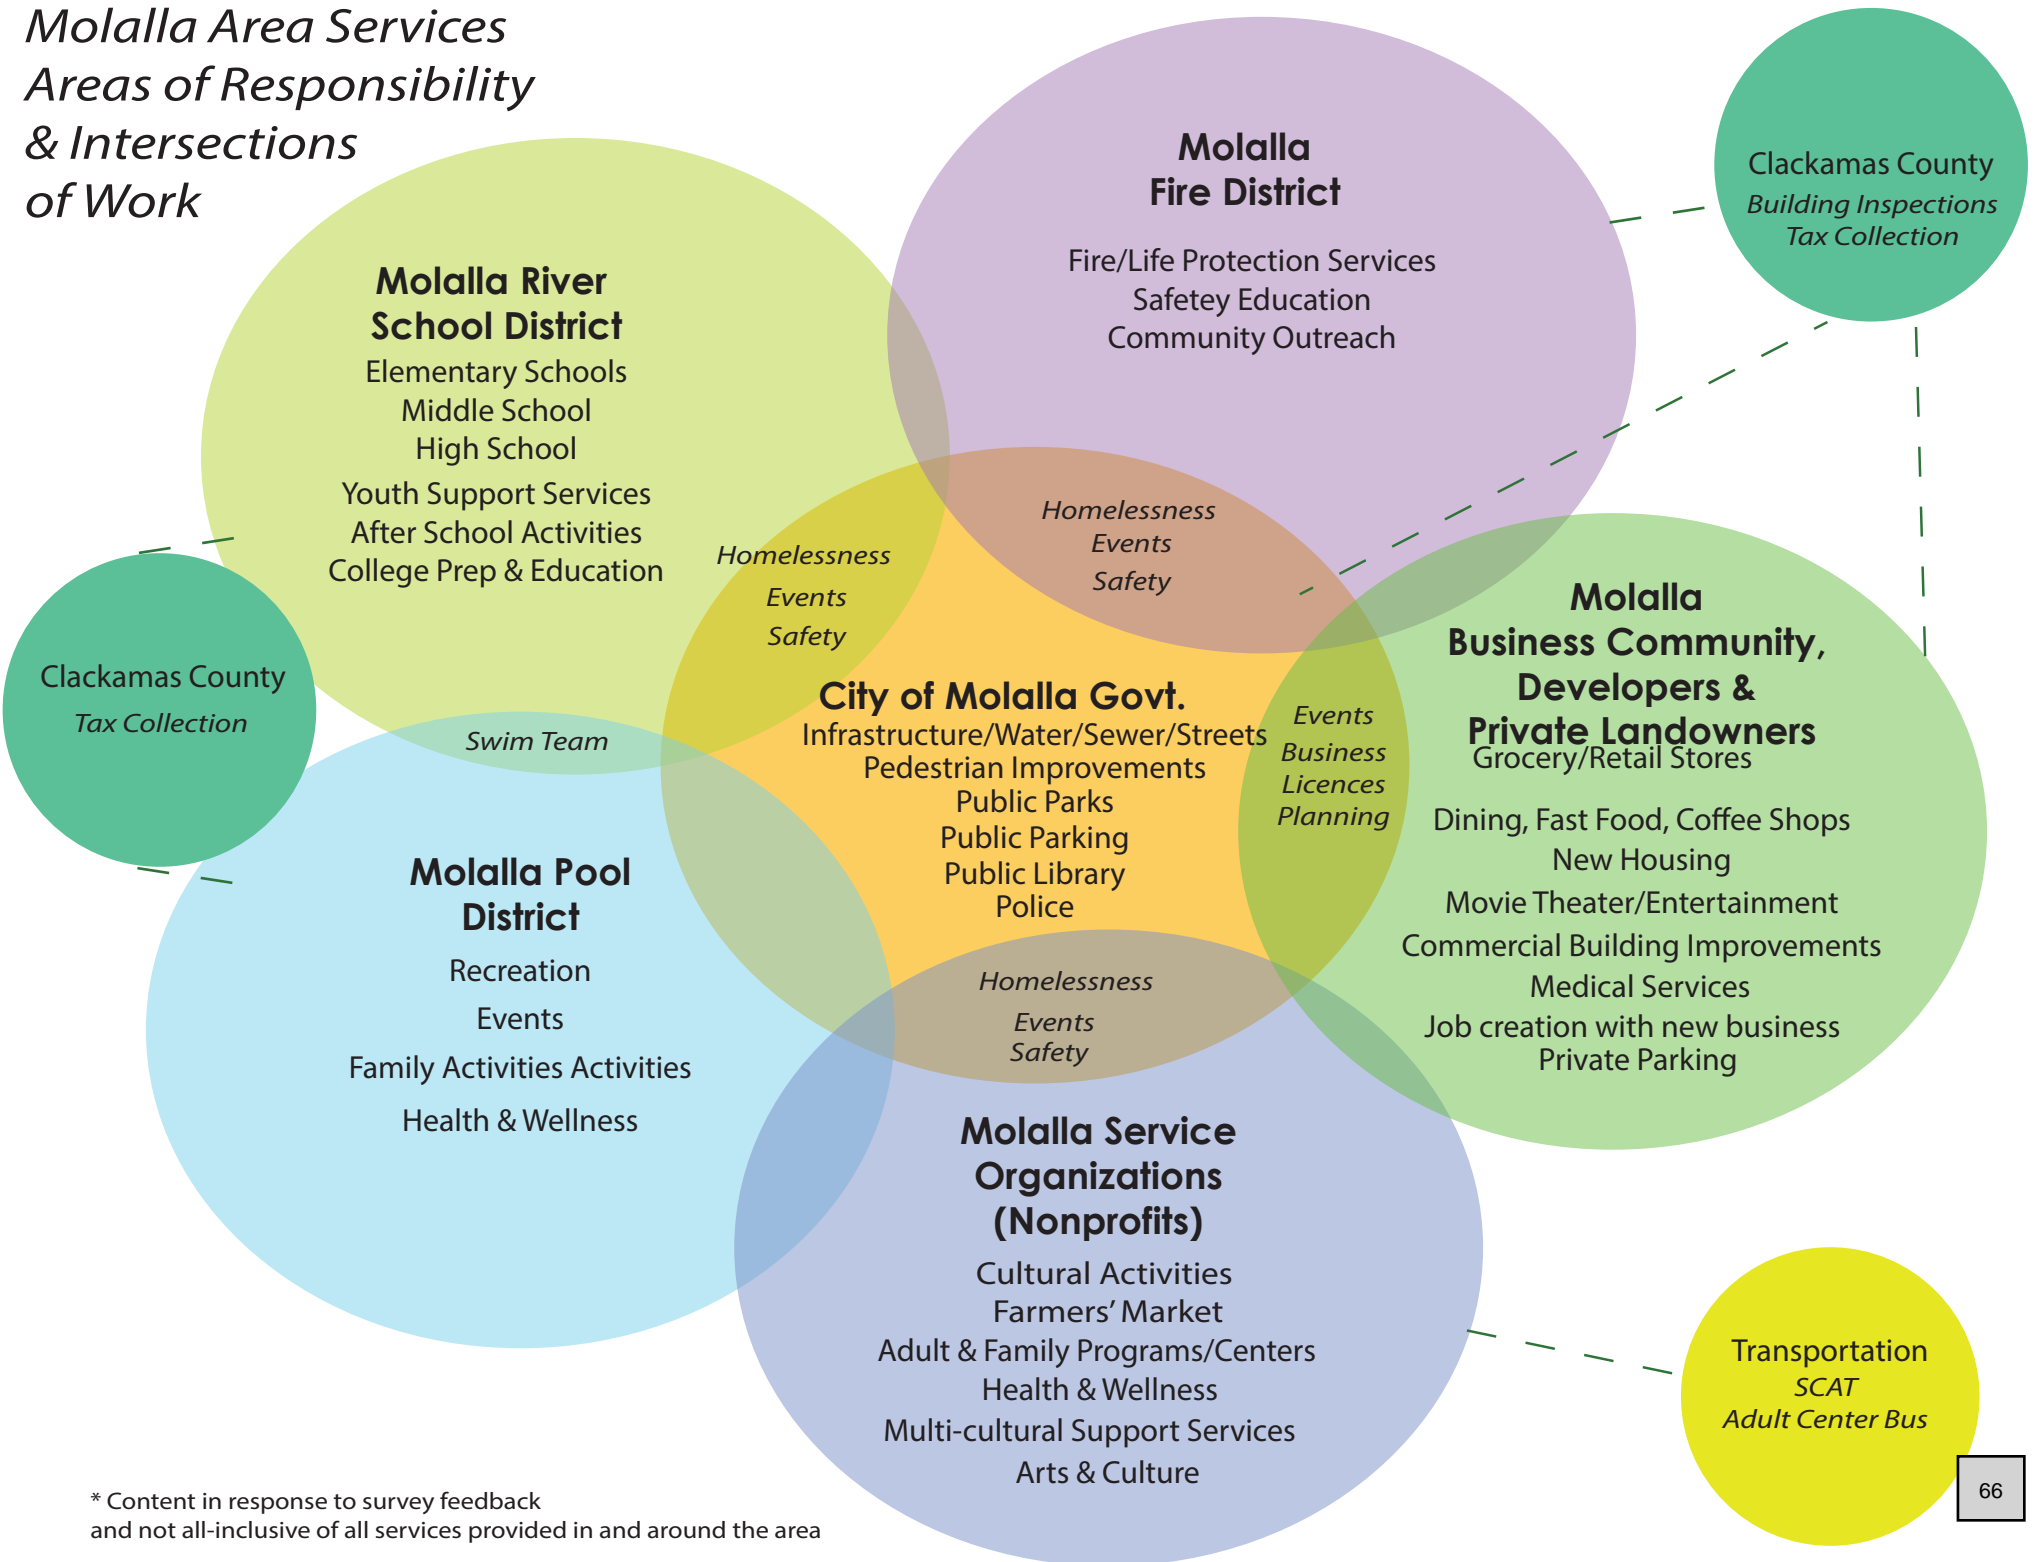 Molalla Area Services
Areas of Responsibility
& Intersections
of Work
Molalla River
School District
Elementary Schools
Middle School
High School
Youth Support Services
After School Activities
College Prep & Education
Molalla
Fire District
Fire/Life Protection Services
Safetey Education
Community Outreach
Clackamas County
Building Inspections
Tax Collection
Homelessness
Events
Safety
Homelessness
Events
Safety
Clackamas County
Tax Collection
Swim Team
City of Molalla Govt.
Infrastructure/Water/Sewer/Streets
Pedestrian Improvements
Public Parks
Public Parking
Public Library
Police
Events
Business
Licences
Planning
Molalla
Business Community,
Developers &
Private Landowners
Grocery/Retail Stores
Dining, Fast Food, Coffee Shops
New Housing
Movie Theater/Entertainment
Commercial Building Improvements
Medical Services
Job creation with new business
Private Parking
Molalla Pool
District
Recreation
Events
Family Activities Activities
Health & Wellness
Homelessness
Events
Safety
Molalla Service
Organizations
(Nonprofits)
Cultural Activities
Farmers’ Market
Adult & Family Programs/Centers
Health & Wellness
Multi-cultural Support Services
Arts & Culture
Transportation
SCAT
Adult Center Bus
66
* Content in response to survey feedback
and not all-inclusive of all services provided in and around the area